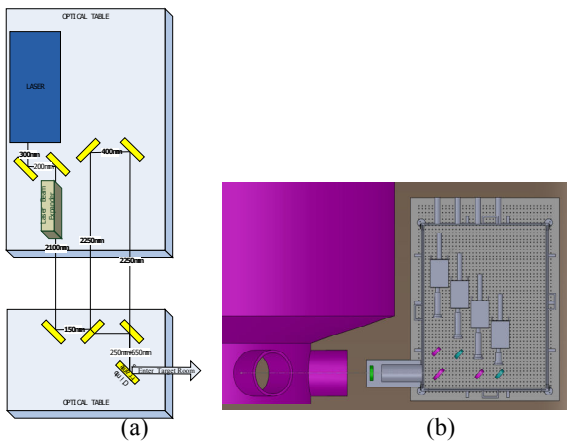 OPTICAL TABLE
LASER
300mm
200mm
400mm
Laser Beam
Expander
2100mm
2250mm
2250mm
150mm
250mm
650mm
Enter Target Room
OPTICAL TABLE
(a)
(b)